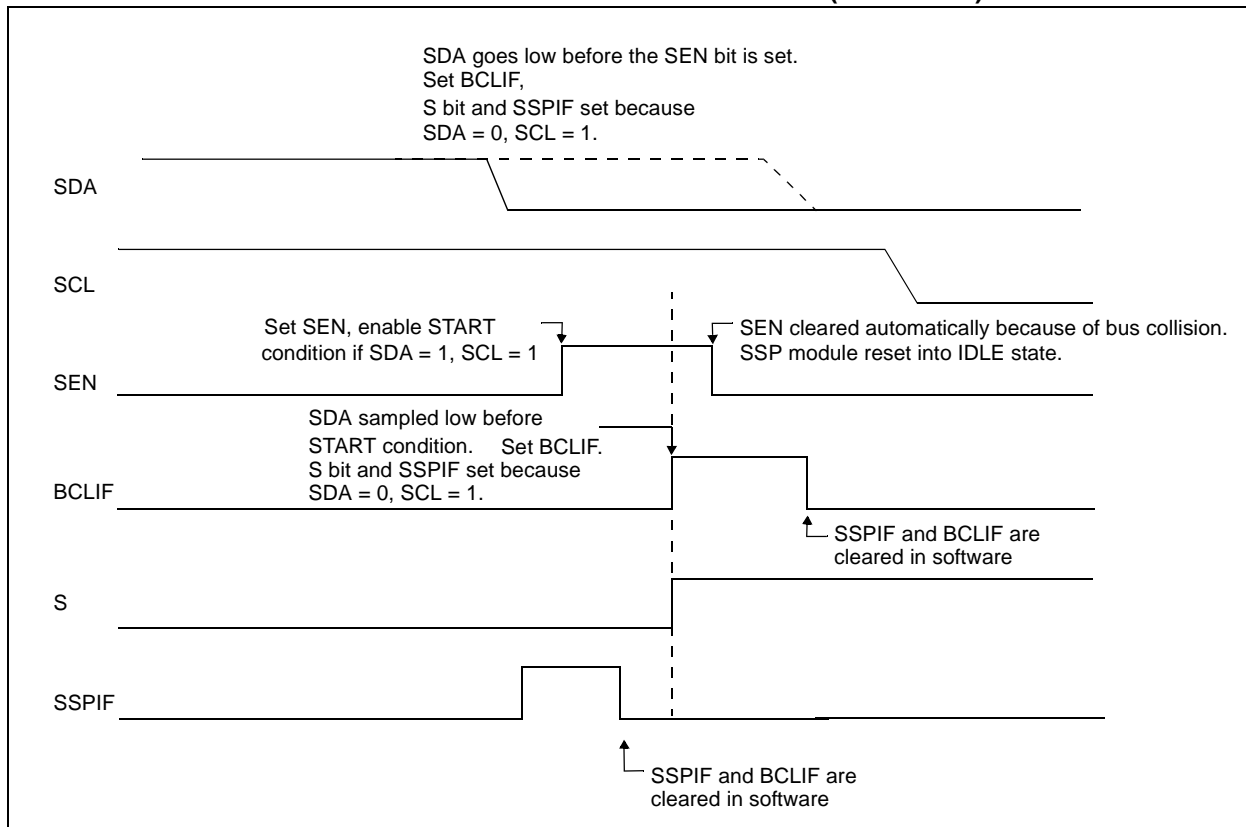 SDA goes low before the SEN bit is set.
Set BCLIF,
S bit and SSPIF set because
SDA = 0, SCL = 1.
SDA
SCL
Set SEN, enable START
condition if SDA = 1, SCL = 1
SEN cleared automatically because of bus collision.
SSP module reset into IDLE state.
SEN
SDA sampled low before
START condition. Set BCLIF.
S bit and SSPIF set because
SDA = 0, SCL = 1.
BCLIF
SSPIF and BCLIF are
cleared in software
S
SSPIF
SSPIF and BCLIF are
cleared in software